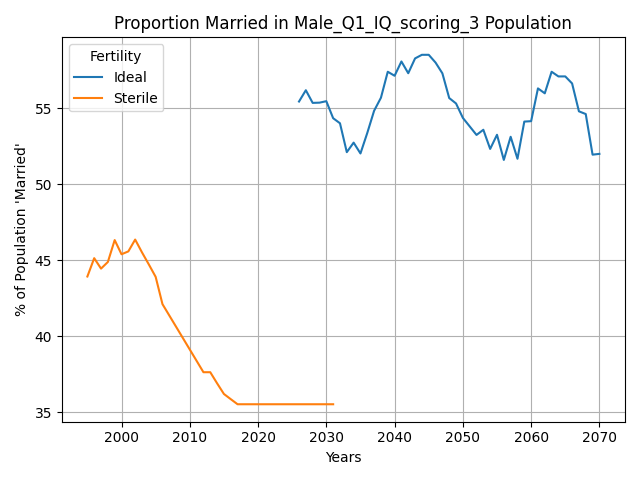 Proportion Married in Male_Q1_IQ_scoring_3 Population
Fertility
Ideal
Sterile
% of Population 'Married'
55
50
45
40
35
2000 2010 2020 2030 2040 2050 2060 2070
Years